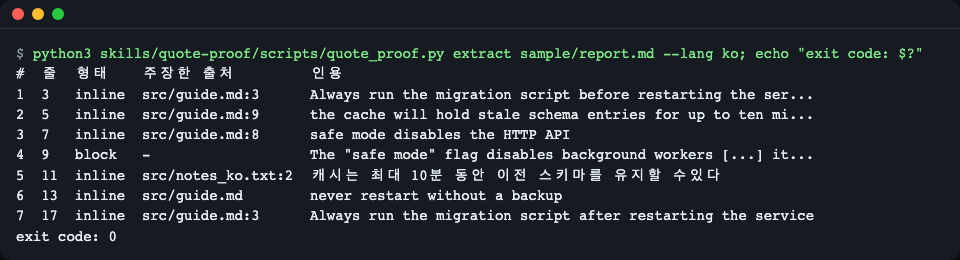 $ python3 skills/quote-proof/scripts/quote_proof.py extract sample/report.md --lang ko; echo "exit code: $?"
# 줄 형태 주장한 출처 인용
1 3 inline src/guide.md:3 Always run the migration script before restarting the ser...
2 5 inline src/guide.md:9 the cache will hold stale schema entries for up to ten mi...
3 7 inline src/guide.md:8 safe mode disables the HTTP API
4 9 block - The "safe mode" flag disables background workers [...] it...
5 11 inline src/notes_ko.txt:2 캐시는 최대 10분 동안 이전 스키마를 유지할 수있다
6 13 inline src/guide.md never restart without a backup
7 17 inline src/guide.md:3 Always run the migration script after restarting the service
exit code: 0